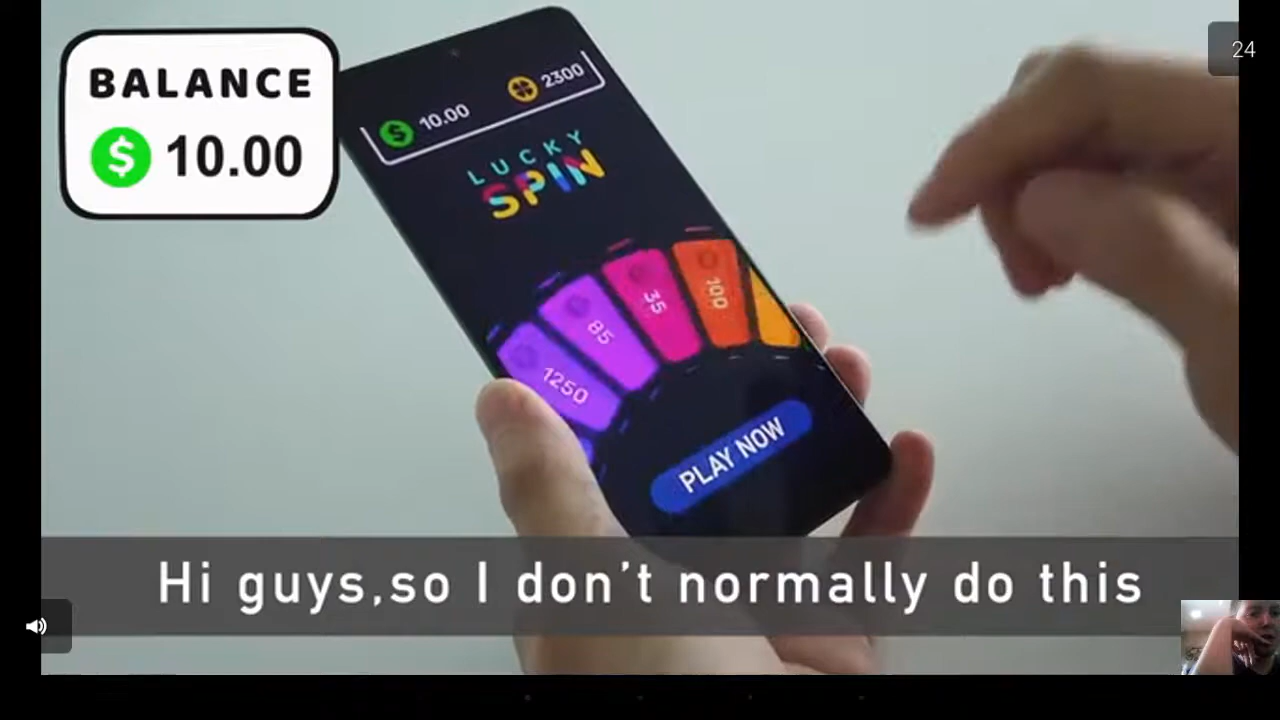 BALANCE
$ 10.00
24
$ 10.00
2300
LUCKY
SPIN
1250
85
35
100
PLAY NOW
Hi guys,so I don’t normally do this